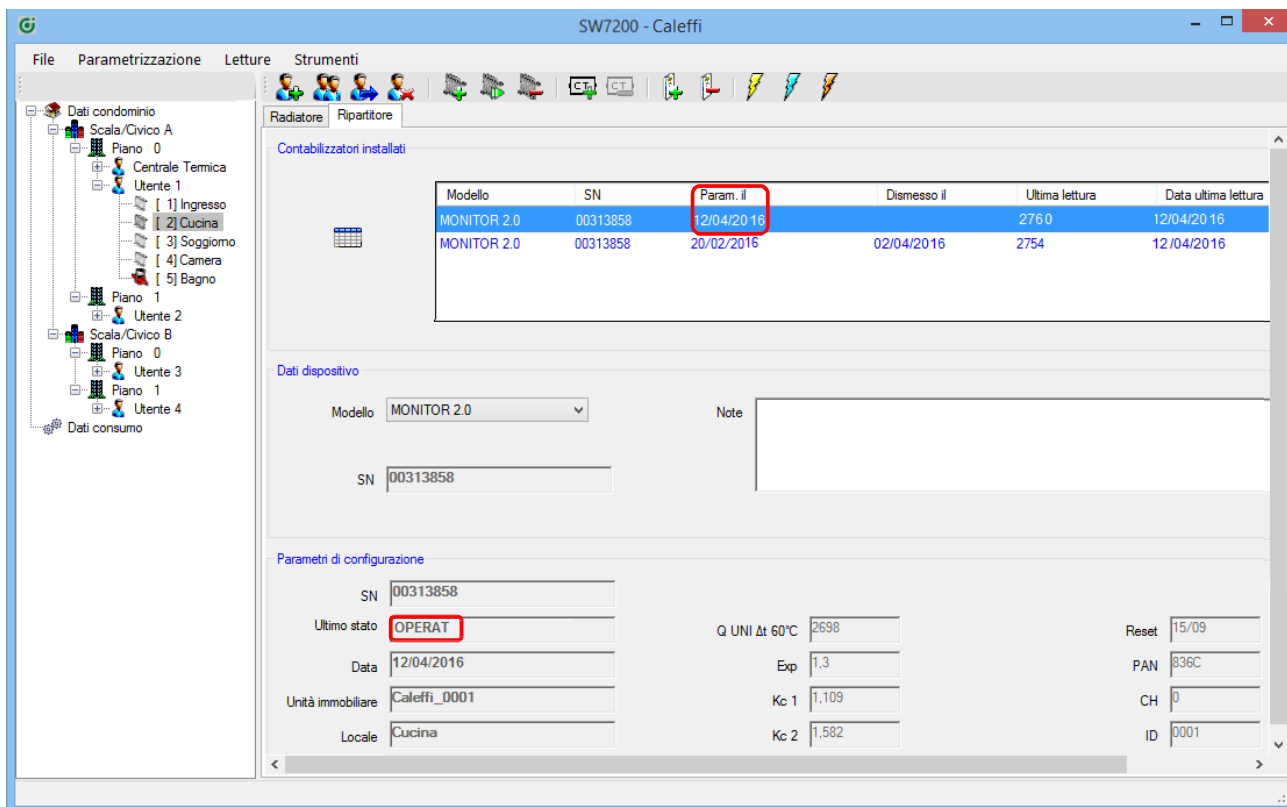 SW7200 - Caleffi
File Parametrizzazione Letture Strumenti
Dati condominio
Scala/Civico A
Piano 0
Centrale Termica
Utente 1
[ 1] Ingresso
[ 2] Cucina
[ 3] Soggiorno
[ 4] Camera
[ 5] Bagno
Piano 1
Utente 2
Scala/Civico B
Piano 0
Utente 3
Piano 1
Utente 4
Dati consumo
CT CT
Radiatore Ripartitore
Contabilizzatori installati
Modello SN Param. il Dismesso il Ultima lettura Data ultima lettura
MONITOR 2.0 00313858 12/04/2016 2760 12/04/2016
MONITOR 2.0 00313858 20/02/2016 02/04/2016 2754 12/04/2016
Dati dispositivo
Modello MONITOR 2.0 Note
SN 00313858
Parametri di configurazione
SN 00313858
Ultimo stato OPERAT Q UNI Δt 60°C 2698 Reset 15/09
Data 12/04/2016 Exp 1,3 PAN 836C
Unità immobiliare Caleffi_0001 Kc 1 1,109 CH 0
Locale Cucina Kc 2 1,582 ID 0001